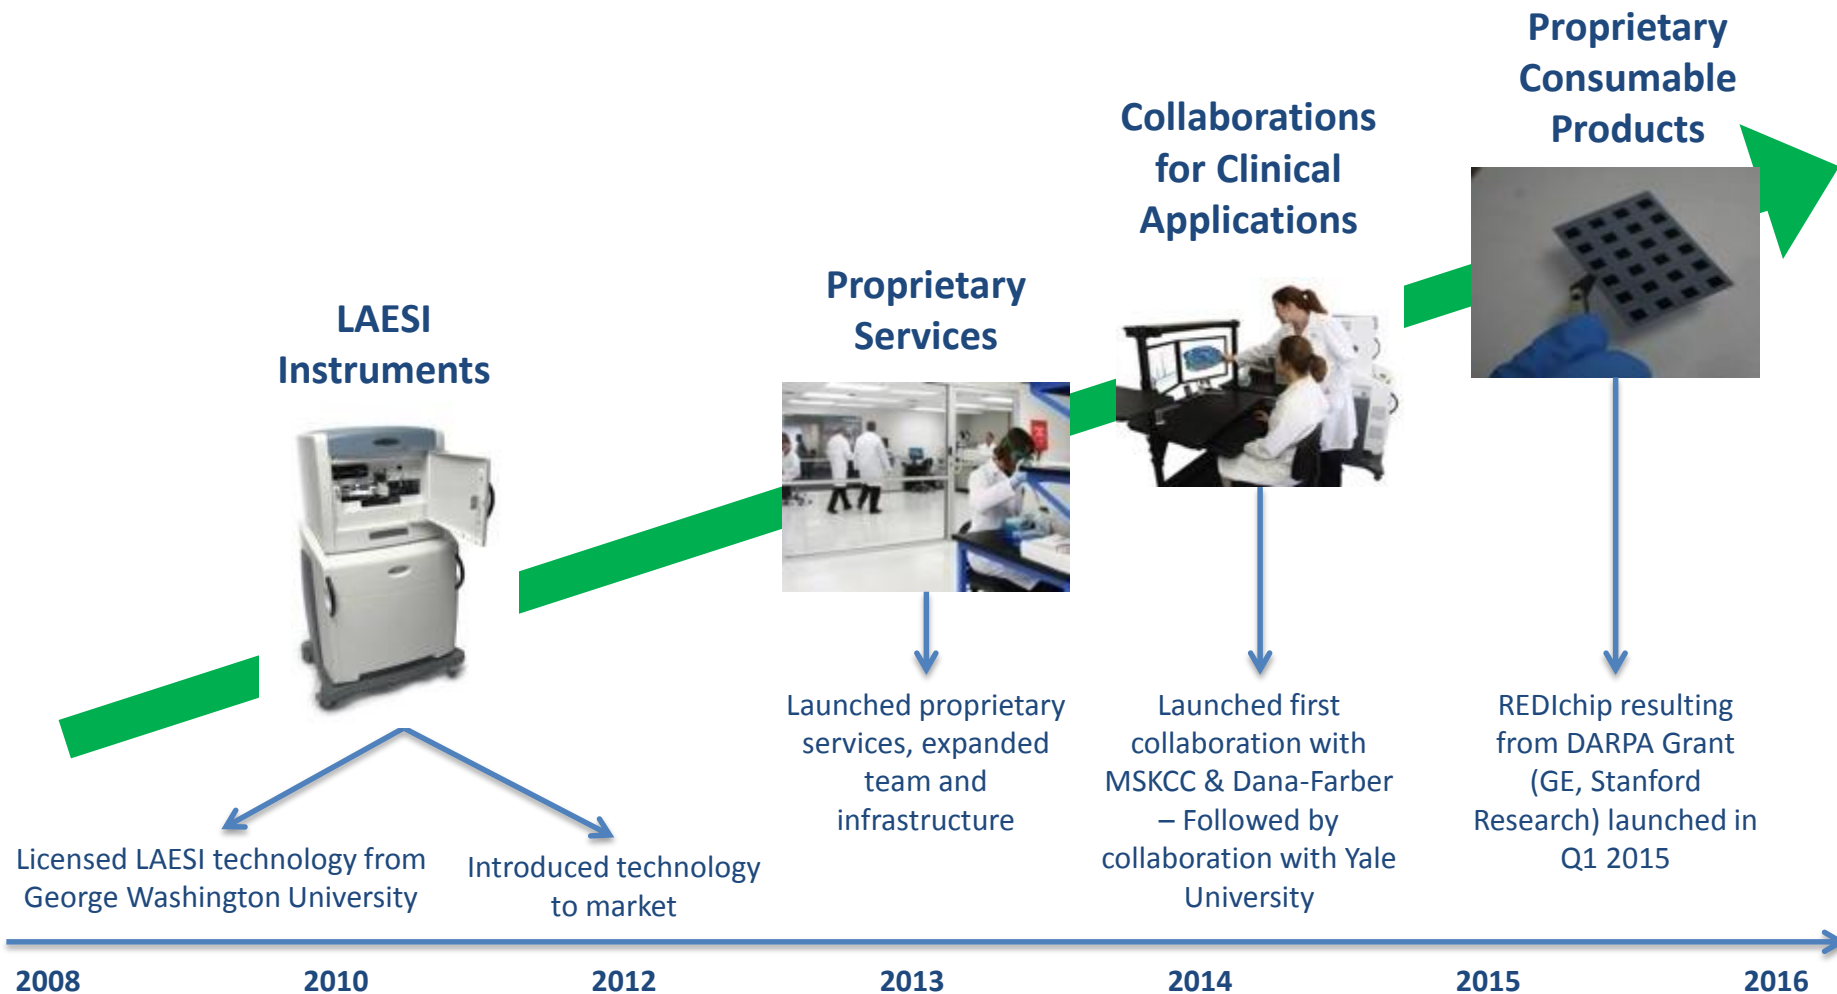 LAESI
Instruments
Licensed LAESI technology from
George Washington University
Introduced technology
to market
Proprietary
Services
Launched proprietary
services, expanded
team and
infrastructure
Collaborations
for Clinical
Applications
Launched first
collaboration with
MSKCC & Dana-Farber
– Followed by
collaboration with Yale
University
Proprietary
Consumable
Products
REDIchip resulting
from DARPA Grant
(GE, Stanford
Research) launched in
Q1 2015
2008
2010
2012
2013
2014
2015
2016